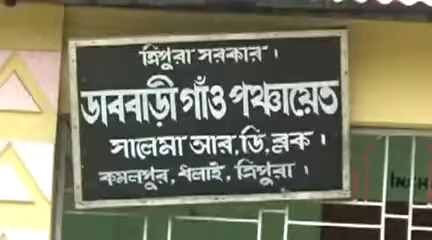 ত্রিপুরা সরকার।
ডাববাড়ী গাঁও পঞ্চায়েত
সালেমা আর,ডি,ব্লক।
কমলপুর, ধলাই, ত্রিপুরা।